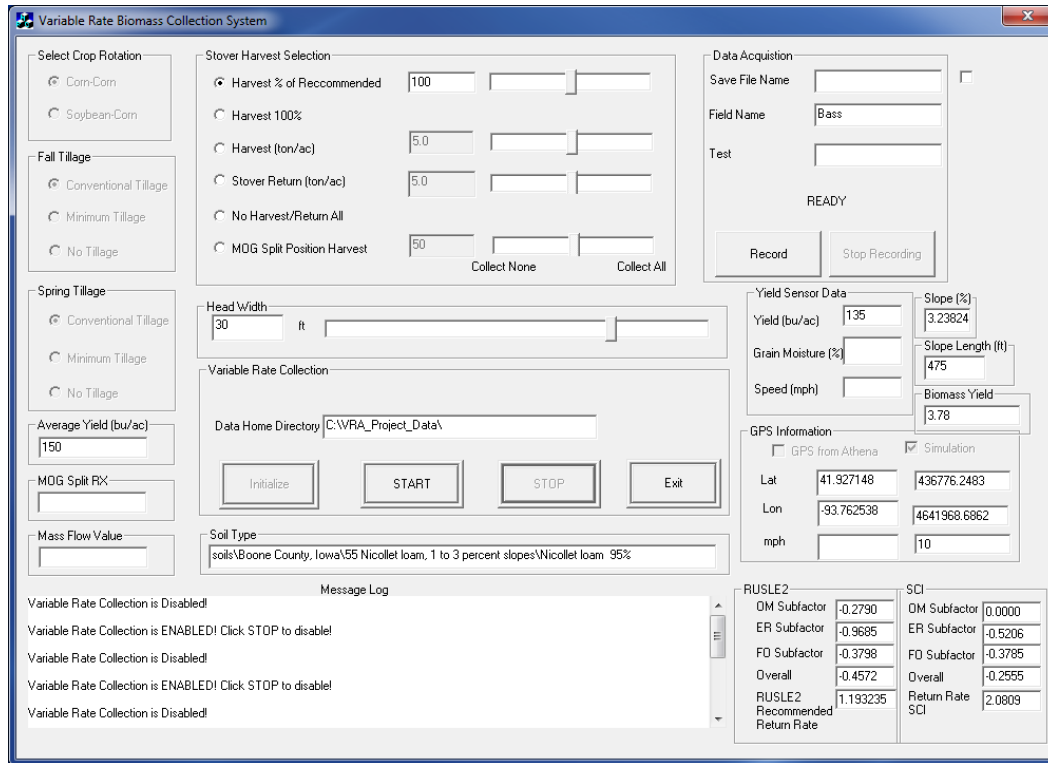 Variable Rate Biomass Collection System
Select Crop Rotation
Corn-Corn
Soybean-Corn
Fall Tillage
Conventional Tillage
Minimum Tillage
No Tillage
Spring Tillage
Conventional Tillage
Minimum Tillage
No Tillage
Average Yield (bu/ac)
150
MOG Split RX
Mass Flow Value
Stover Harvest Selection
Harvest % of Reccommended 100
Harvest 100%
Harvest (ton/ac) 5.0
Stover Return (ton/ac) 5.0
No Harvest/Return All
MOG Split Position Harvest 50
Collect None Collect All
Head Width
30 ft
Variable Rate Collection
Data Home Directory C:\VRA_Project_Data\
Initialize START STOP Exit
Soil Type
soils\Boone County, Iowa\55 Nicollet loam, 1 to 3 percent slopes\Nicollet loam 95%
Data Acquistion
Save File Name
Field Name Bass
Test
READY
Record Stop Recording
Yield Sensor Data
Yield (bu/ac) 135
Grain Moisture (%)
Speed (mph)
Slope (%)
3.23824
Slope Length (ft)
475
Biomass Yield
3.78
GPS Information
GPS from Athena Simulation
Lat 41.927148 436776.2483
Lon -93.762538 4641968.6862
mph 10
Message Log
Variable Rate Collection is Disabled!
Variable Rate Collection is ENABLED! Click STOP to disable!
Variable Rate Collection is Disabled!
Variable Rate Collection is ENABLED! Click STOP to disable!
Variable Rate Collection is Disabled!
RUSLE2
OM Subfactor -0.2790
ER Subfactor -0.9685
FO Subfactor -0.3798
Overall -0.4572
RUSLE2 1.193235
Recommended
Return Rate
SCI
OM Subfactor 0.0000
ER Subfactor -0.5206
FO Subfactor -0.3785
Overall -0.2555
Return Rate 2.0809
SCI